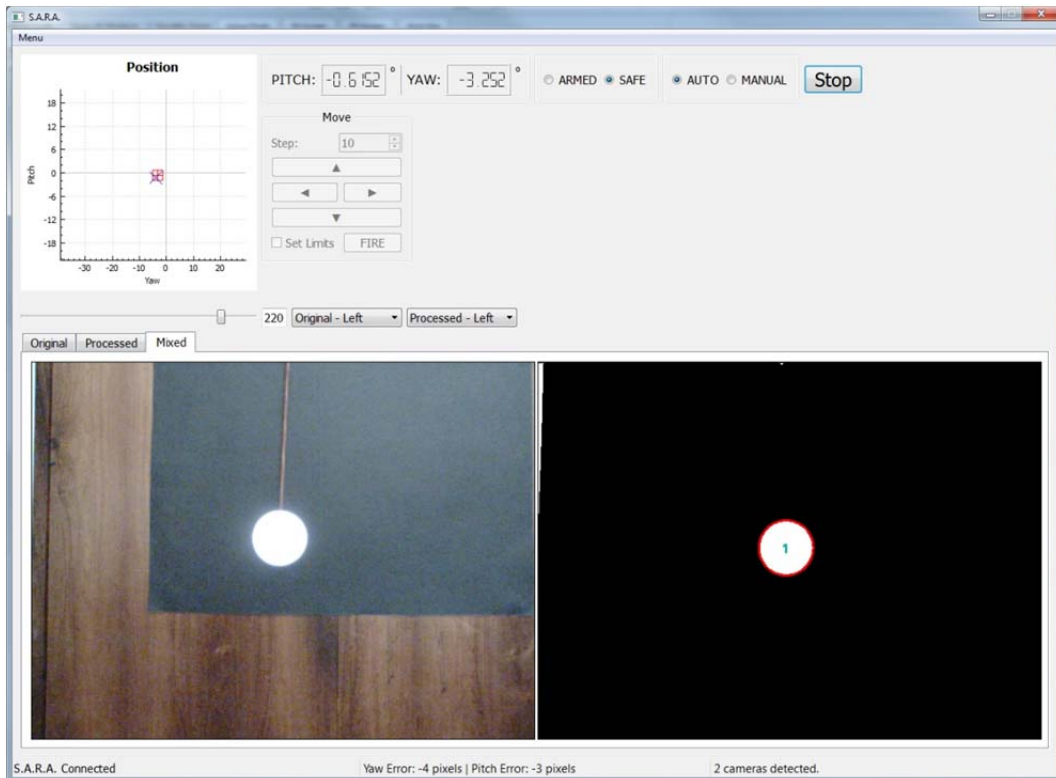 S.A.R.A.
Menu
Position
18
12
6
0
-6
-12
-18
Pitch
-30 -20 -10 0 10 20
Yaw
PITCH: -0.6152 ° YAW: -3.252 ° ARMED SAFE AUTO MANUAL Stop
Move
Step: 10
Set Limits FIRE
220 Original - Left Processed - Left
Original Processed Mixed
1
S.A.R.A. Connected Yaw Error: -4 pixels | Pitch Error: -3 pixels 2 cameras detected.